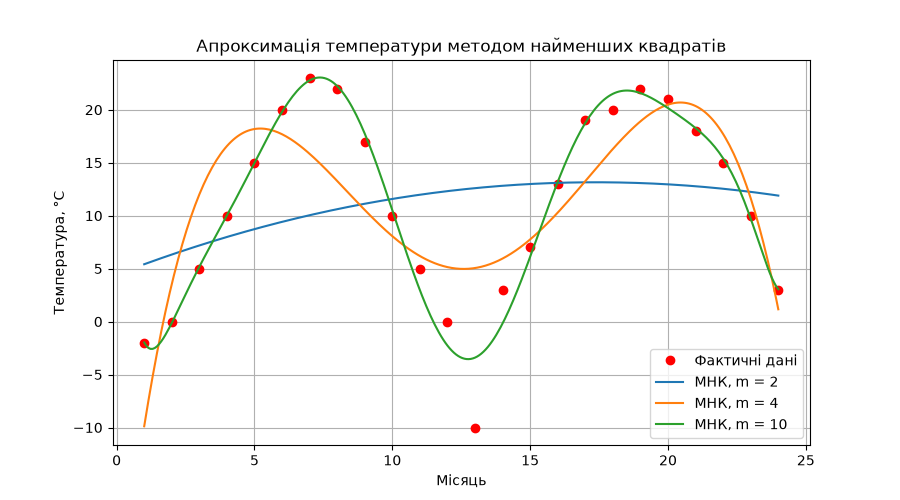 Апроксимація температури методом найменших квадратів
Температура, °C
20
15
10
5
0
−5
−10
0 5 10 15 20 25
Місяць
Фактичні дані
МНК, m = 2
МНК, m = 4
МНК, m = 10